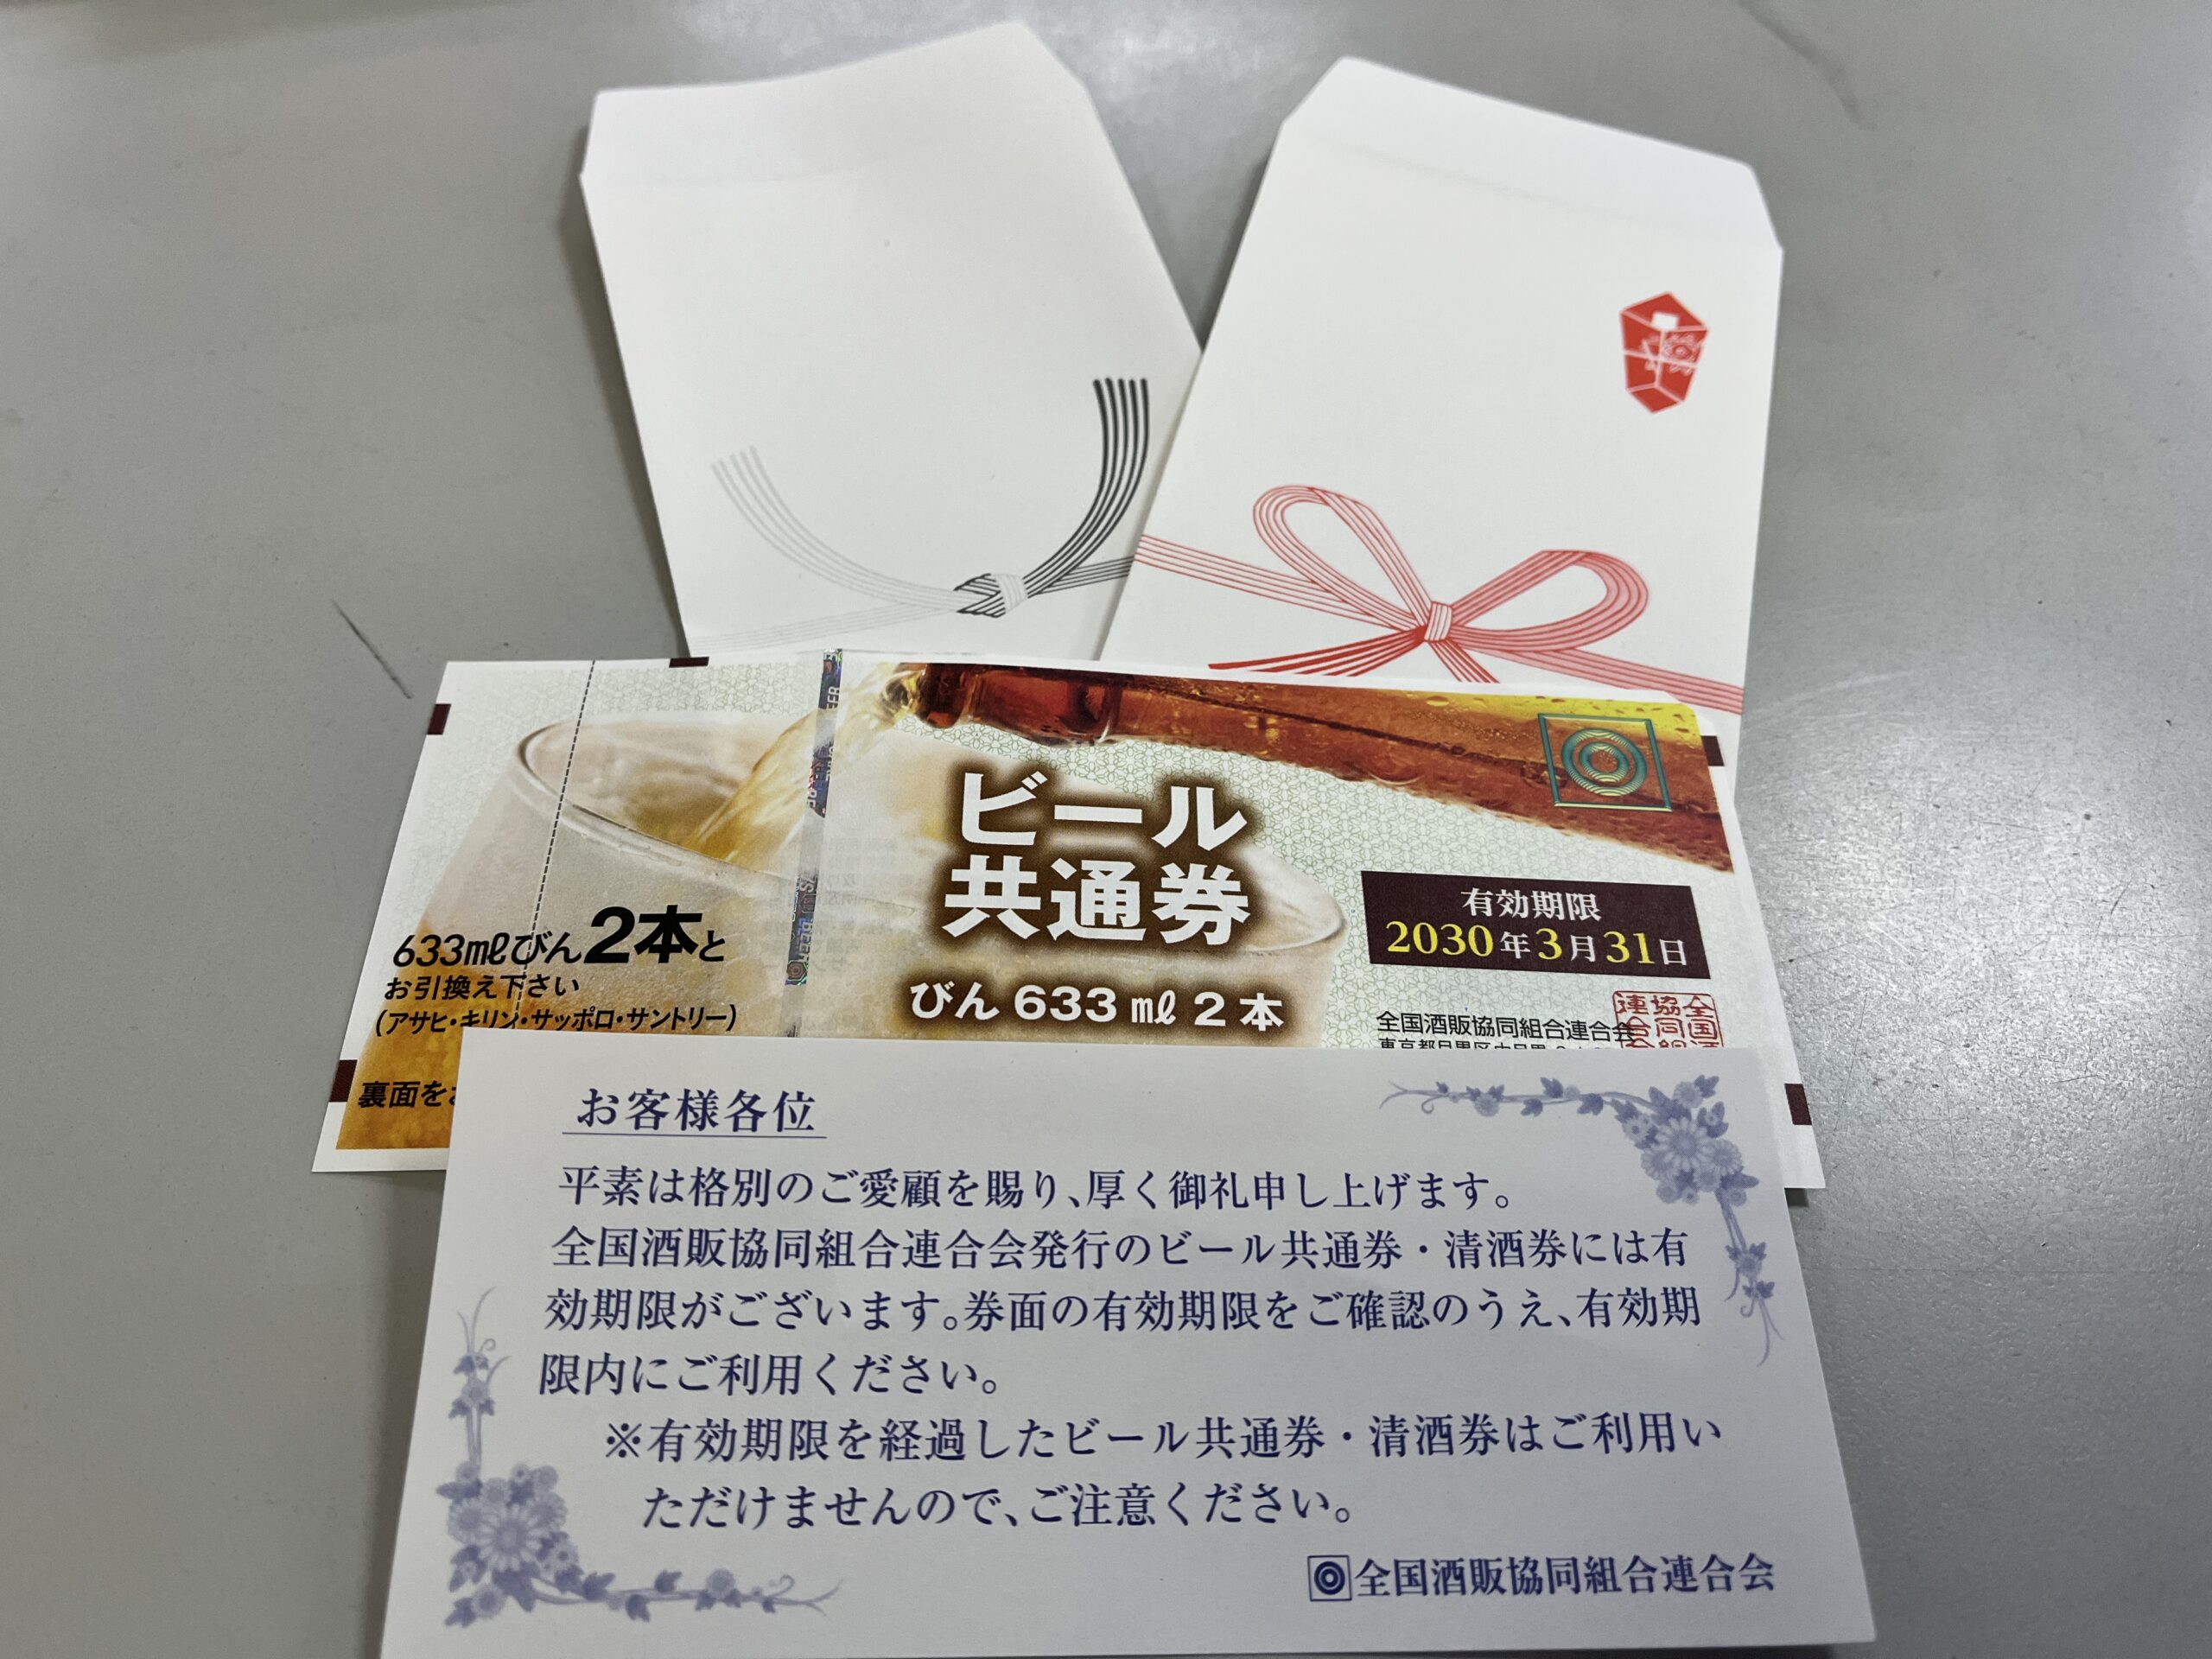 633mlびん2本と
お引換え下さい
(アサヒ・キリン・サッポロ・サントリー)
裏面を
ビール
共通券
びん 633 ml 2 本
有効期限
2030年3月31日
全国酒販協同組合連合会
お客様各位
平素は格別のご愛顧を賜り、厚く御礼申し上げます。
全国酒販協同組合連合会発行のビール共通券・清酒券には有
効期限がございます。券面の有効期限をご確認のうえ、有効期
限内にご利用ください。
※有効期限を経過したビール共通券・清酒券はご利用い
ただけませんので、ご注意ください。
全国酒販協同組合連合会